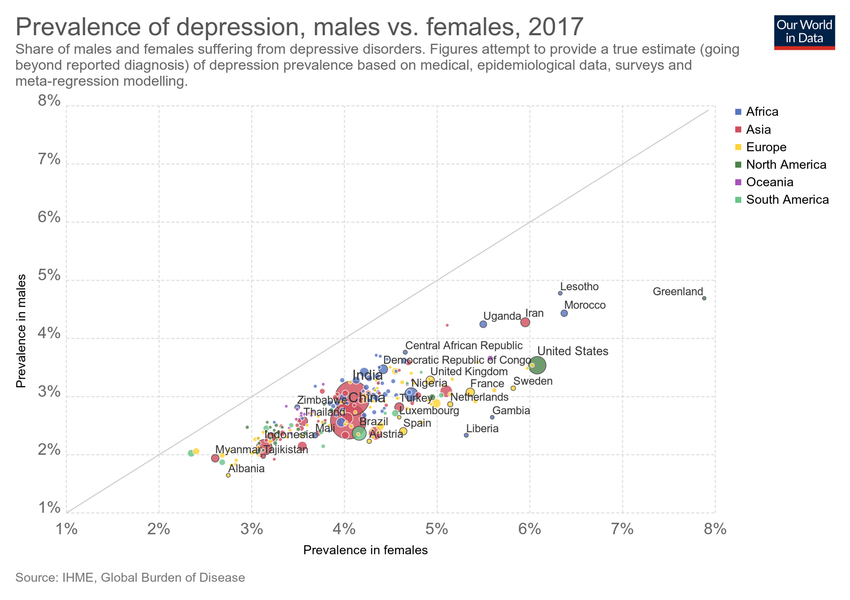 Prevalence of depression, males vs. females, 2017
Our World
in Data
Share of males and females suffering from depressive disorders. Figures attempt to provide a true estimate (going
beyond reported diagnosis) of depression prevalence based on medical, epidemiological data, surveys and
meta-regression modelling.
8%
7%
6%
5%
4%
3%
2%
1%
Prevalence in males
Africa
Asia
Europe
North America
Oceania
South America
Lesotho
Greenland
Morocco
Uganda
Iran
Central African Republic
United States
Democratic Republic of Congo
United Kingdom
India
Nigeria
France
Sweden
Zimbabwe
China
Turkey
Netherlands
Thailand
Luxembourg
Gambia
Brazil
Spain
Mali
Indonesia
Austria
Liberia
Myanmar
Tajikistan
Albania
1%
2%
3%
4%
5%
6%
7%
8%
Prevalence in females
Source: IHME, Global Burden of Disease